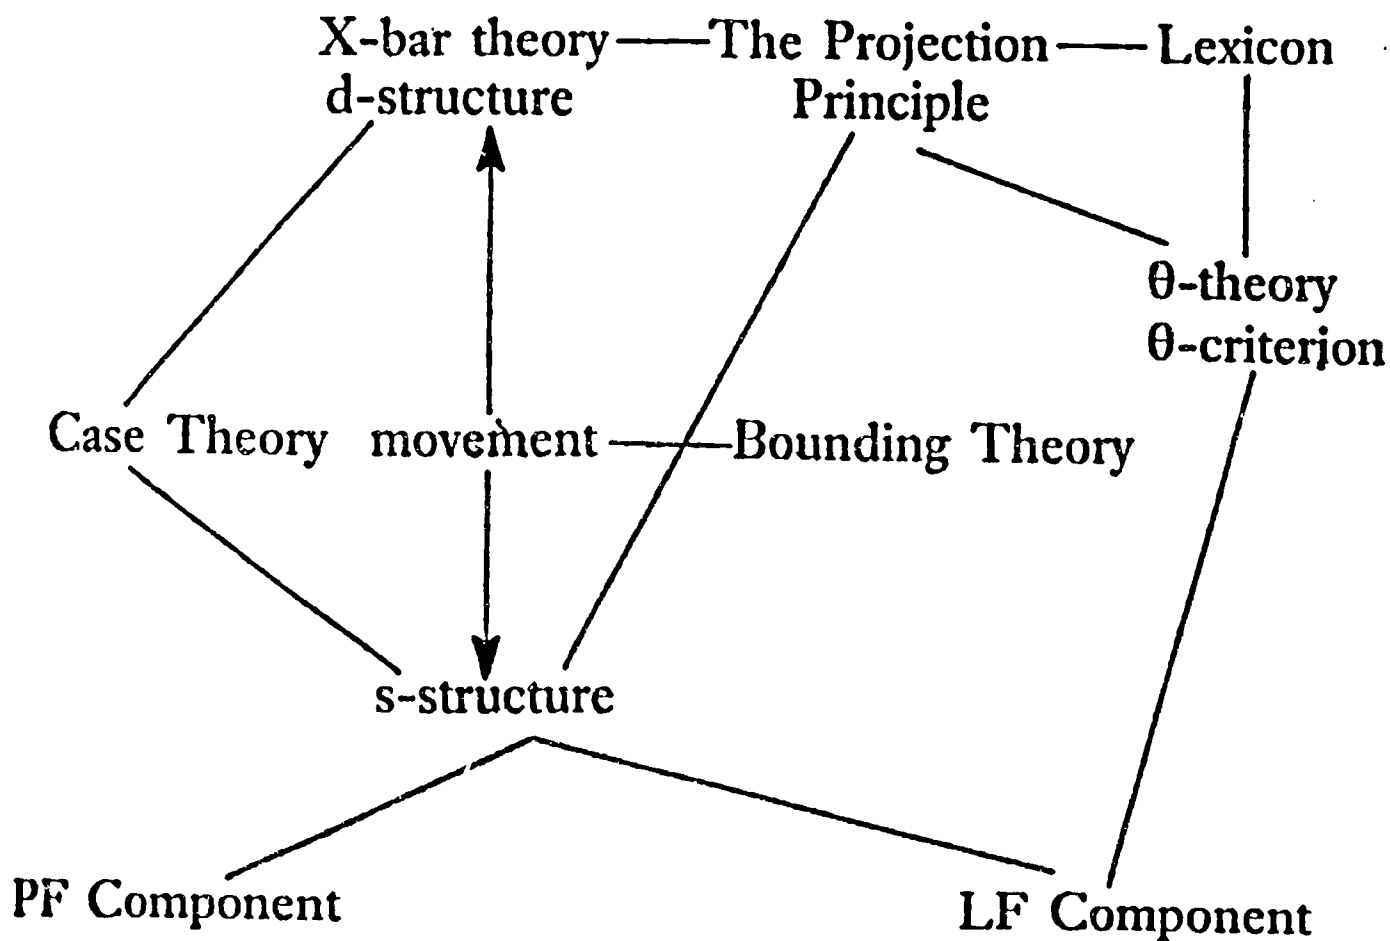 X-bar theory The Projection Lexicon
d-structure Principle
θ-theory
θ-criterion
Case Theory movement Bounding Theory
s-structure
PF Component LF Component